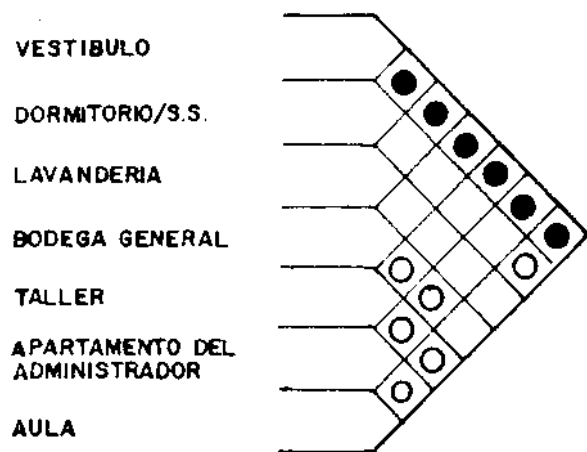 VESTIBULO
DORMITORIO/S.S.
LAVANDERIA
BODEGA GENERAL
TALLER
APARTAMENTO DEL
ADMINISTRADOR
AULA